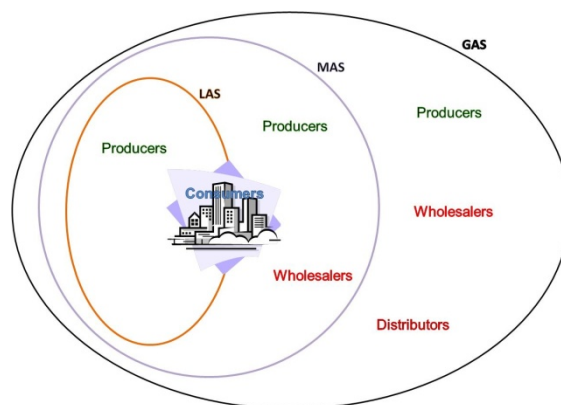 GAS
MAS
LAS
Producers
Producers
Producers
Consumers
Wholesalers
Wholesalers
Distributors